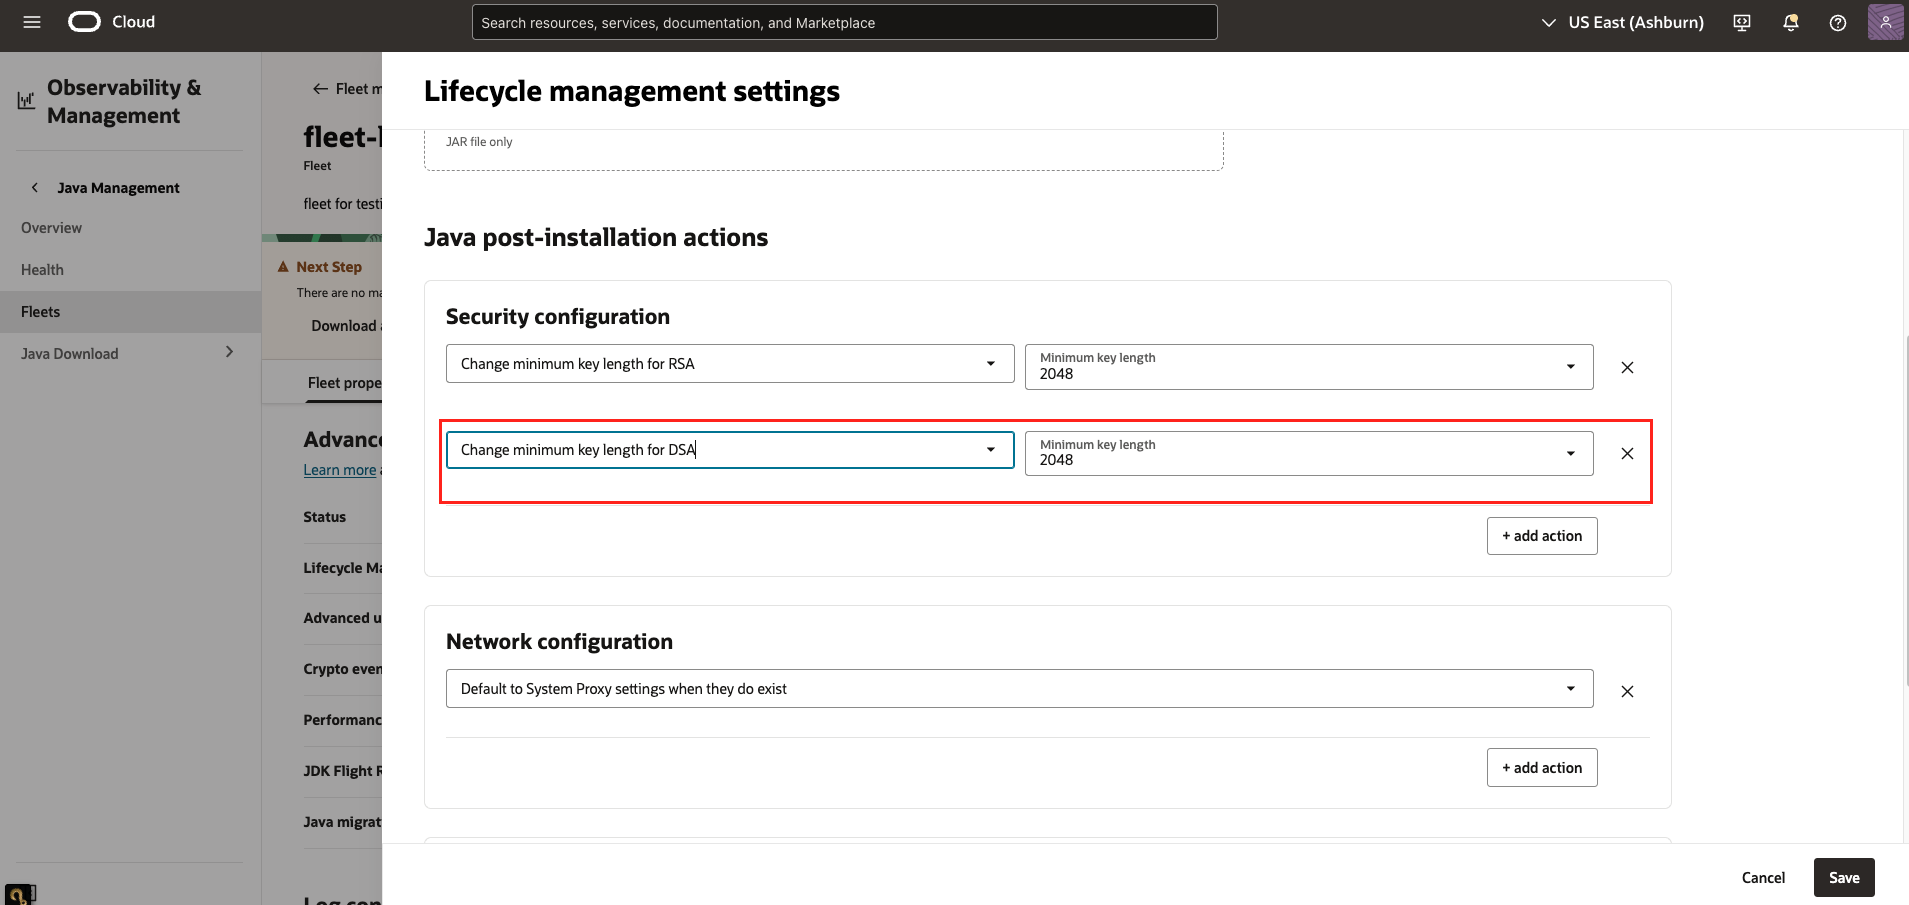 Cloud
Search resources, services, documentation, and Marketplace
US East (Ashburn)
Observability &
Management
Java Management
Overview
Health
Fleets
Java Download
Fleet m
fleet-
Fleet
fleet for testi
Next Step
There are no ma
Download
Fleet prope
Advanc
Learn more
Status
Lifecycle Ma
Advanced u
Crypto even
Performanc
JDK Flight R
Java migrat
Log con
Lifecycle management settings
JAR file only
Java post-installation actions
Security configuration
Change minimum key length for RSA
Minimum key length
2048
Change minimum key length for DSA
Minimum key length
2048
+ add action
Network configuration
Default to System Proxy settings when they do exist
+ add action
Cancel
Save